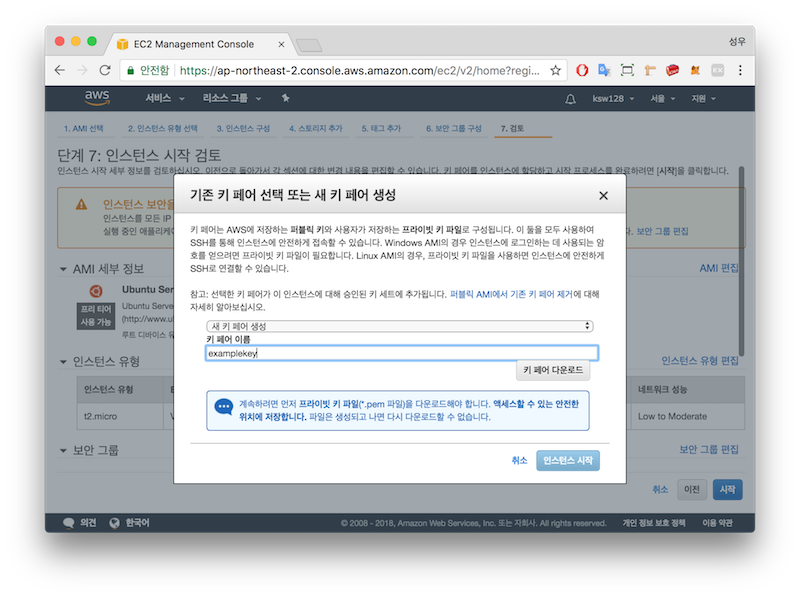 EC2 Management Console
성우
안전함 https://ap-northeast-2.console.aws.amazon.com/ec2/v2/home?regi...
aws 서비스 리소스 그룹 ksw128 서울 지원
1. AMI 선택 2. 인스턴스 유형 선택 3. 인스턴스 구성 4. 스토리지 추가 5. 태그 추가 6. 보안 그룹 구성 7. 검토
단계 7: 인스턴스 시작 검토
인스턴스 시작 세부 정보를 검토하십시오. 이전으로 돌아가서 각 섹션에 대한 변경 내용을 편집할 수 있습니다. 키 페어를 인스턴스에 할당하고 시작 프로세스를 완료하려면 [시작]을 클릭합니다.
인스턴스 보안을
인스턴스를 모든 IP
실행 중인 애플리케이 보안 그룹 편집
AMI 세부 정보 AMI 편집
Ubuntu Serv
프리 티어
사용 가능
Ubuntu Server
(http://www.u
루트 디바이스 유
인스턴스 유형 인스턴스 유형 편집
인스턴스 유형 네트워크 성능
t2.micro Low to Moderate
보안 그룹 보안 그룹 편집
기존 키 페어 선택 또는 새 키 페어 생성
키 페어는 AWS에 저장하는 퍼블릭 키와 사용자가 저장하는 프라이빗 키 파일로 구성됩니다. 이 둘을 모두 사용하여
SSH를 통해 인스턴스에 안전하게 접속할 수 있습니다. Windows AMI의 경우 인스턴스에 로그인하는 데 사용되는 암
호를 얻으려면 프라이빗 키 파일이 필요합니다. Linux AMI의 경우, 프라이빗 키 파일을 사용하면 인스턴스에 안전하게
SSH로 연결할 수 있습니다.
참고: 선택한 키 페어가 이 인스턴스에 대해 승인된 키 세트에 추가됩니다. 퍼블릭 AMI에서 기존 키 페어 제거에 대해
자세히 알아보십시오.
새 키 페어 생성
키 페어 이름
examplekey
키 페어 다운로드
계속하려면 먼저 프라이빗 키 파일(*.pem 파일)을 다운로드해야 합니다. 액세스할 수 있는 안전한
위치에 저장합니다. 파일은 생성되고 나면 다시 다운로드할 수 없습니다.
취소 인스턴스 시작
취소 이전 시작
의견 한국어 © 2008 - 2018, Amazon Web Services, Inc. 또는 자회사. All rights reserved. 개인 정보 보호 정책 이용 약관